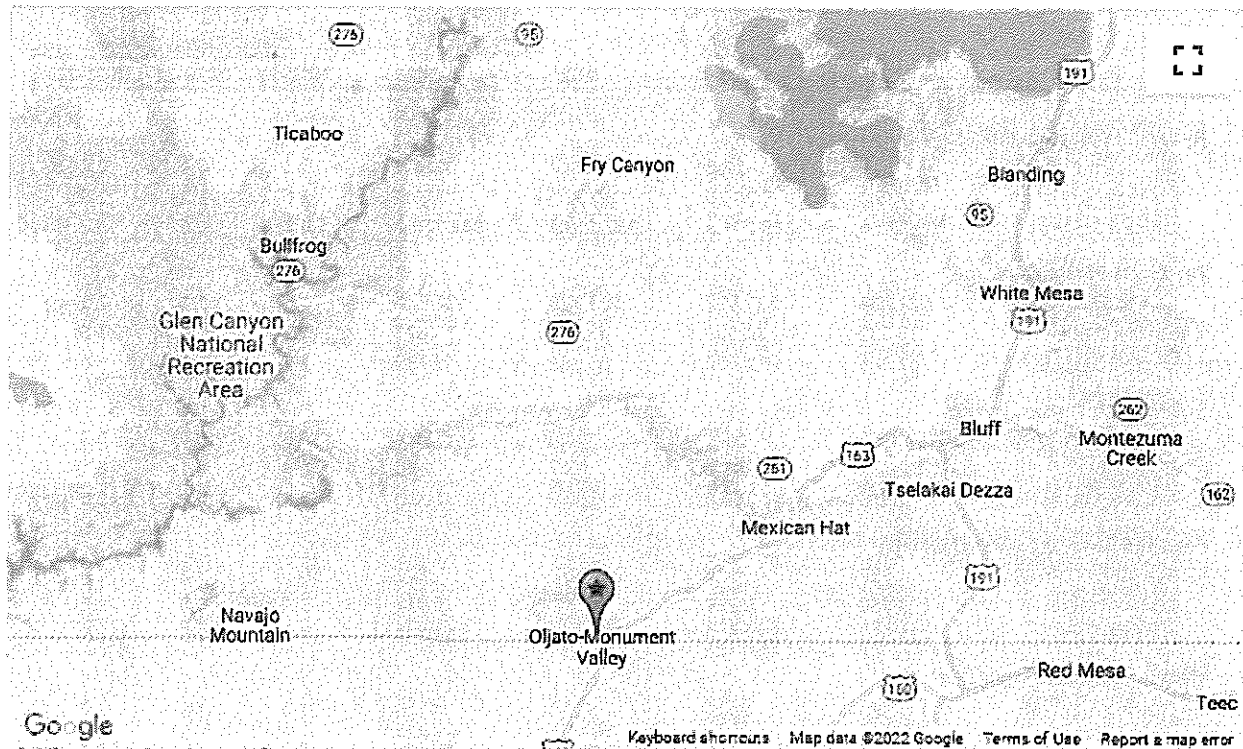 276
95
191
Ticaboo
Fry Canyon
Blanding
95
Bullfrog
276
White Mesa
191
Glen Canyon
National
Recreation
Area
276
262
Bluff
Montezuma
Creek
163
261
Tselakai Dezza
162
Mexican Hat
191
Navajo
Mountain
Oljato-Monument
Valley
Red Mesa
160
Teec
Google
Keyboard shortcuts Map data ©2022 Google Terms of Use Report a map error